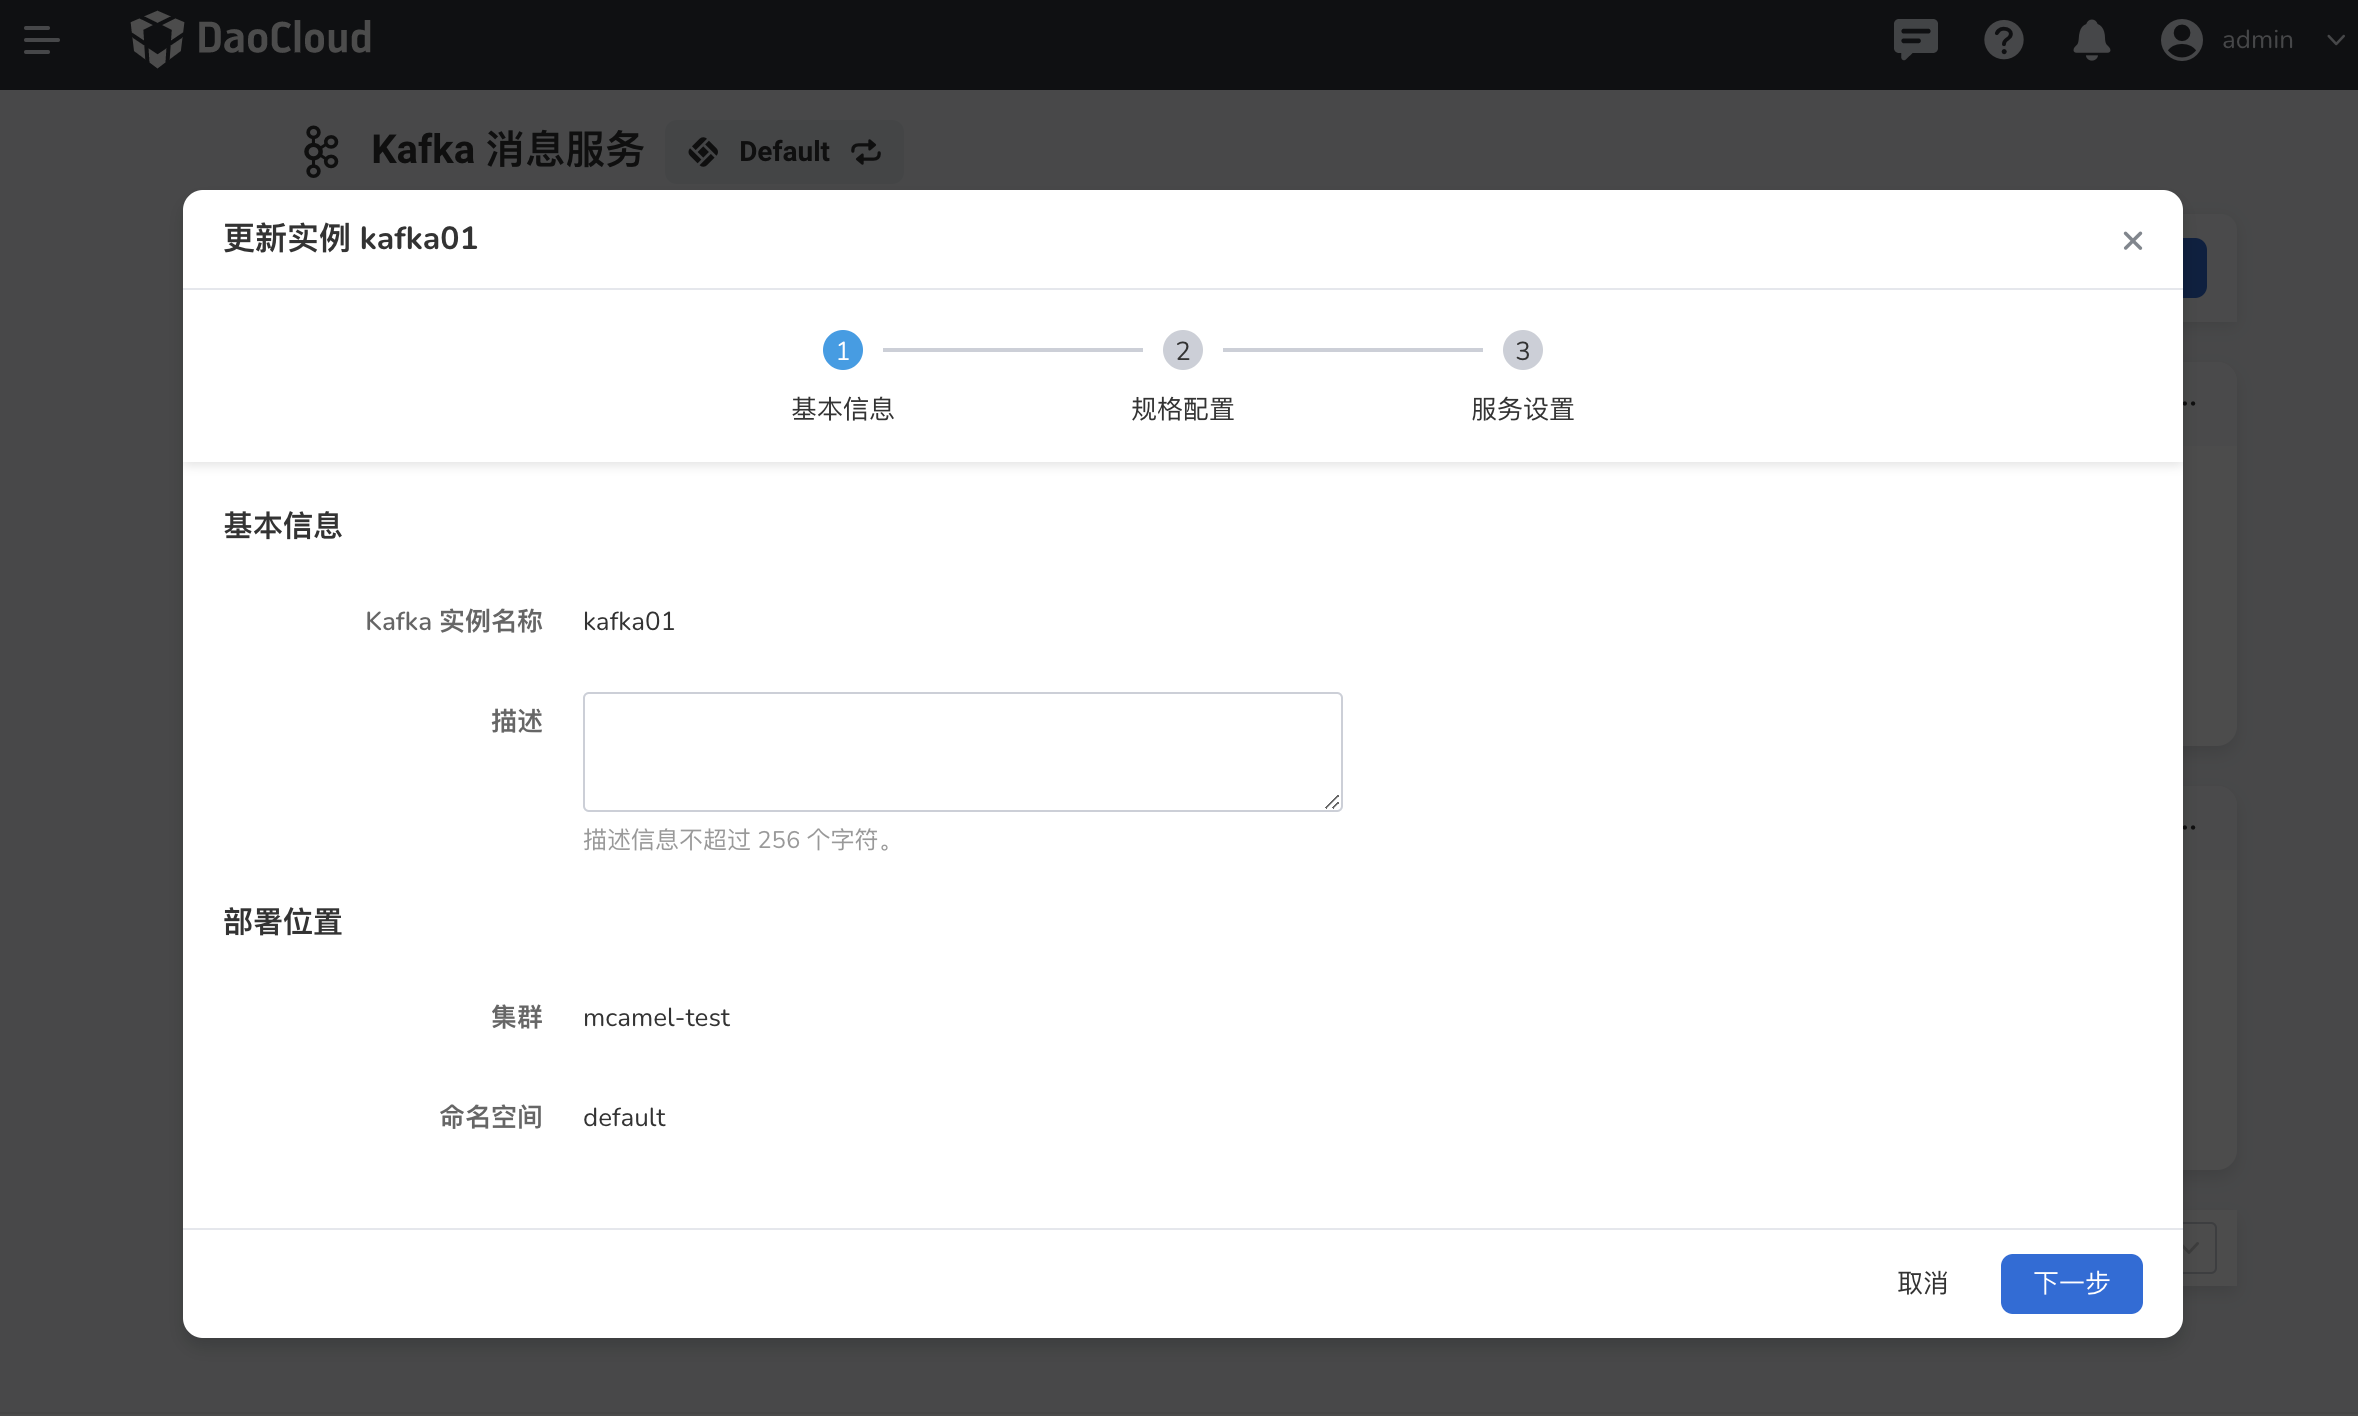 DaoCloud
admin
Kafka 消息服务
Default
更新实例 kafka01
1
2
3
基本信息
规格配置
服务设置
基本信息
Kafka 实例名称 kafka01
描述
描述信息不超过 256 个字符。
部署位置
集群 mcamel-test
命名空间 default
取消
下一步